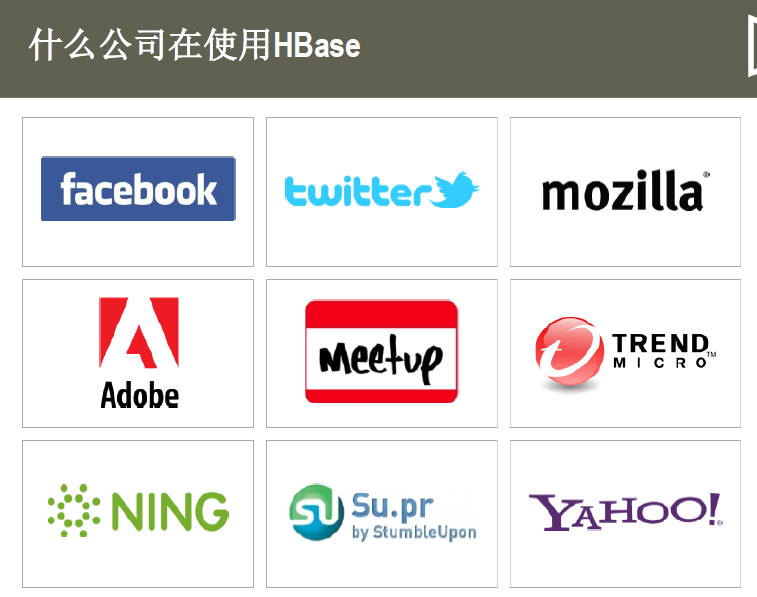 什么公司在使用HBase
facebook
twitter
mozilla®
Adobe
Meetup
TREND
MICRO™
NING
Su.pr
by StumbleUpon
YAHOO!®